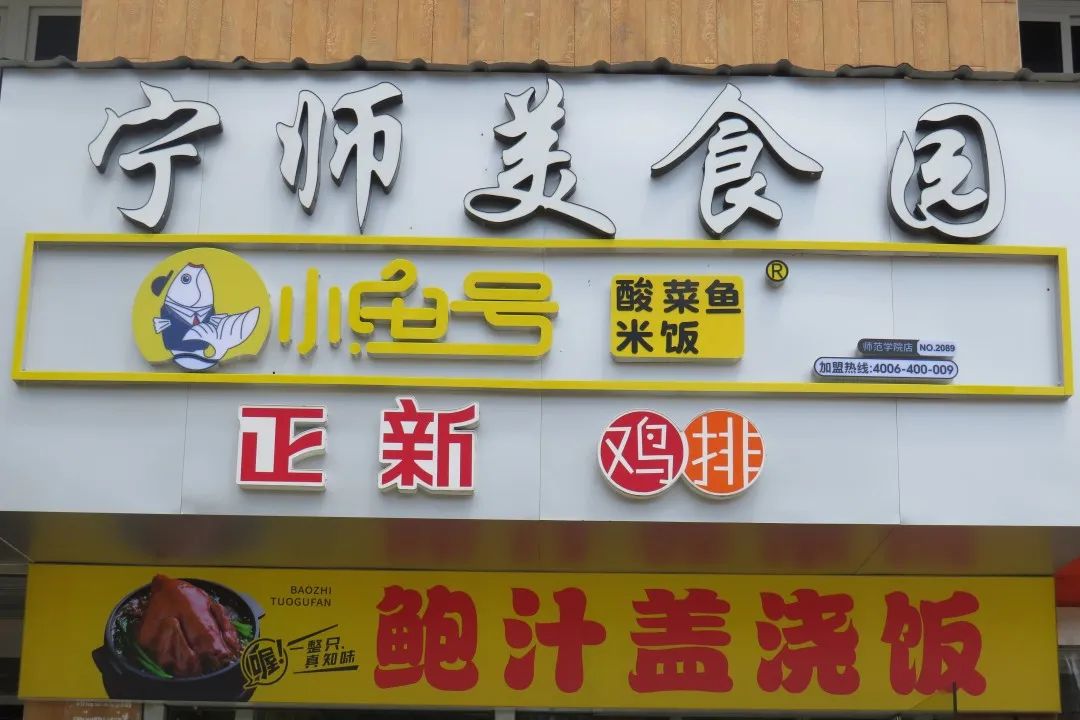 宁师美食园
小鱼号
酸菜鱼
米饭
®
师范学院店 NO.2089
加盟热线:4006-400-009
正新 鸡排
BAOZHI
TUOGUFAN
喔!
一整只、
真知味
鲍汁盖浇饭